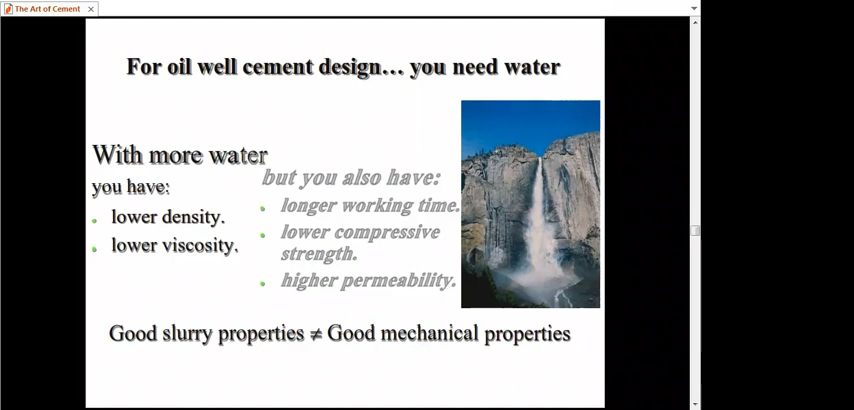 The Art of Cement
For oil well cement design… you need water
With more water
you have:
lower density.
lower viscosity.
but you also have:
longer working time.
lower compressive
strength.
higher permeability.
Good slurry properties ≠ Good mechanical properties